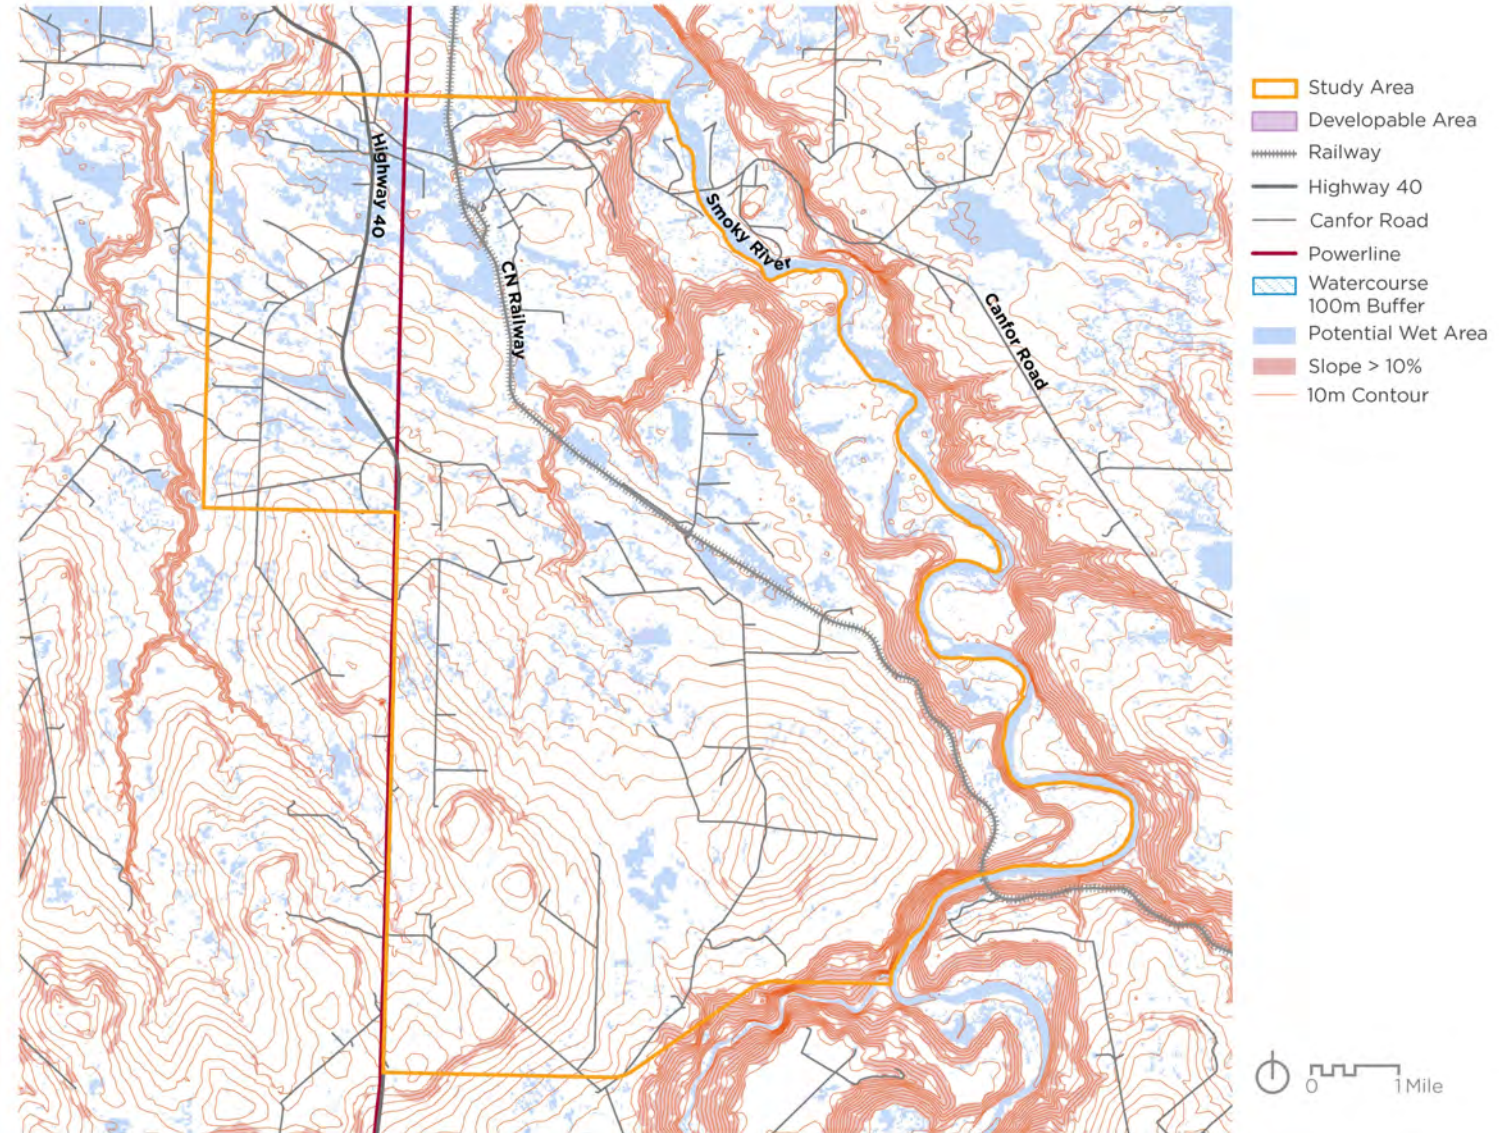 Highway 40
CN Railway
Smoky River
Canfor Road
Study Area
Developable Area
Railway
Highway 40
Canfor Road
Powerline
Watercourse
100m Buffer
Potential Wet Area
Slope > 10%
10m Contour
0 1 Mile